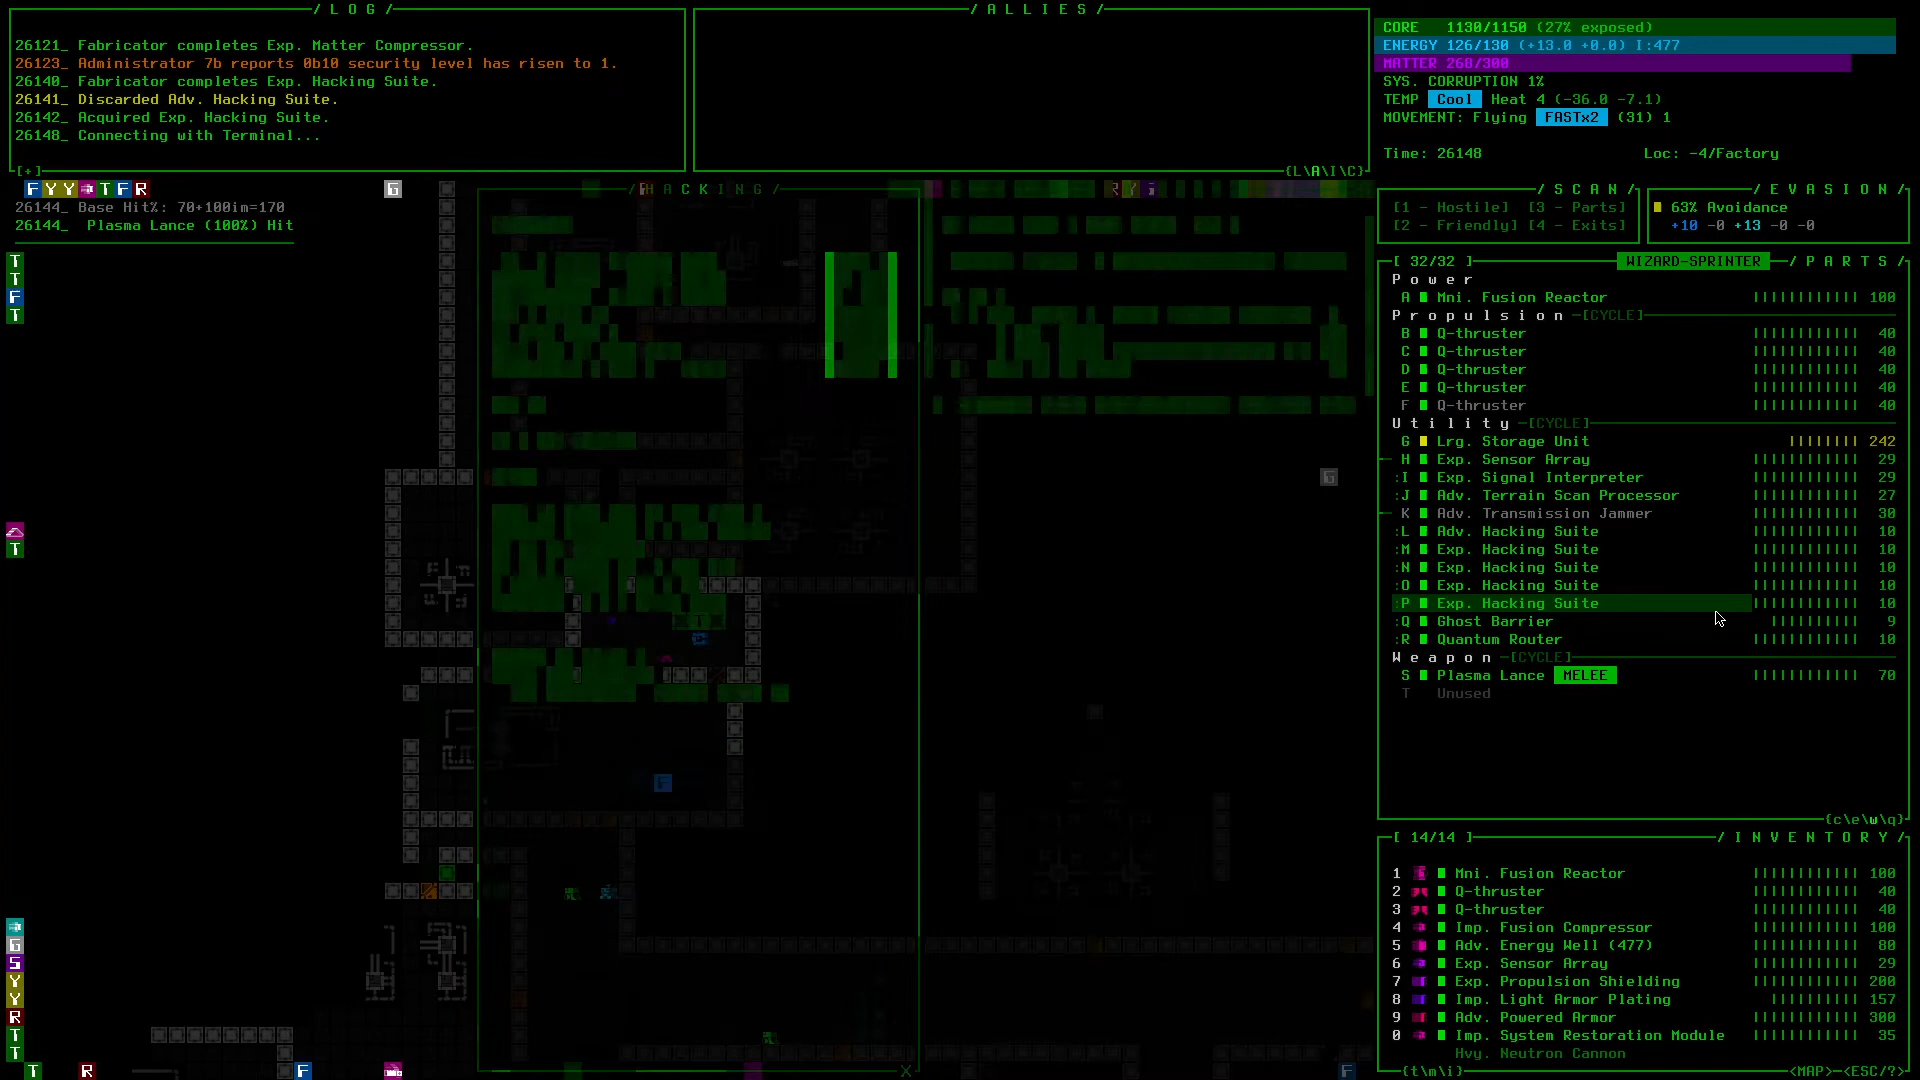 / L O G /
26121_ Fabricator completes Exp. Matter Compressor.
26123_ Administrator 7b reports 0b10 security level has risen to 1.
26140_ Fabricator completes Exp. Hacking Suite.
26141_ Discarded Adv. Hacking Suite.
26142_ Acquired Exp. Hacking Suite.
26148_ Connecting with Terminal...
[+]
/ A L L I E S /
{L\A\I\C}
CORE 1130/1150 (27% exposed)
ENERGY 126/130 (+13.0 +0.0) I:477
MATTER 268/300
SYS. CORRUPTION 1%
TEMP Cool Heat 4 (-36.0 -7.1)
MOVEMENT: Flying FASTx2 (31) 1
Time: 26148 Loc: -4/Factory
F Y Y T F R
G
26144_ Base Hit%: 70+100im=170
26144_ Plasma Lance (100%) Hit
/ H A C K I N G /
R Y
/ S C A N /
[1 - Hostile] [3 - Parts]
[2 - Friendly] [4 - Exits]
/ E V A S I O N /
63% Avoidance
+10 -0 +13 -0 -0
[ 32/32 ] WIZARD-SPRINTER / P A R T S /
P o w e r
A Mni. Fusion Reactor 100
P r o p u l s i o n [CYCLE]
B Q-thruster 40
C Q-thruster 40
D Q-thruster 40
E Q-thruster 40
F Q-thruster 40
U t i l i t y [CYCLE]
G Lrg. Storage Unit 242
H Exp. Sensor Array 29
:I Exp. Signal Interpreter 29
:J Adv. Terrain Scan Processor 27
K Adv. Transmission Jammer 30
:L Adv. Hacking Suite 10
:M Exp. Hacking Suite 10
:N Exp. Hacking Suite 10
:O Exp. Hacking Suite 10
:P Exp. Hacking Suite 10
:Q Ghost Barrier 9
:R Quantum Router 10
W e a p o n [CYCLE]
S Plasma Lance MELEE 70
T Unused
{c\e\w\q}
[ 14/14 ] / I N V E N T O R Y /
1 Mni. Fusion Reactor 100
2 Q-thruster 40
3 Q-thruster 40
4 Imp. Fusion Compressor 100
5 Adv. Energy Well (477) 80
6 Exp. Sensor Array 29
7 Exp. Propulsion Shielding 200
8 Imp. Light Armor Plating 157
9 Adv. Powered Armor 300
0 Imp. System Restoration Module 35
Hvy. Neutron Cannon
{t\m\i} <MAP> <ESC/?>
T
T
F
T
T
G
F
G
S
Y
Y
R
T
T
T R F X F